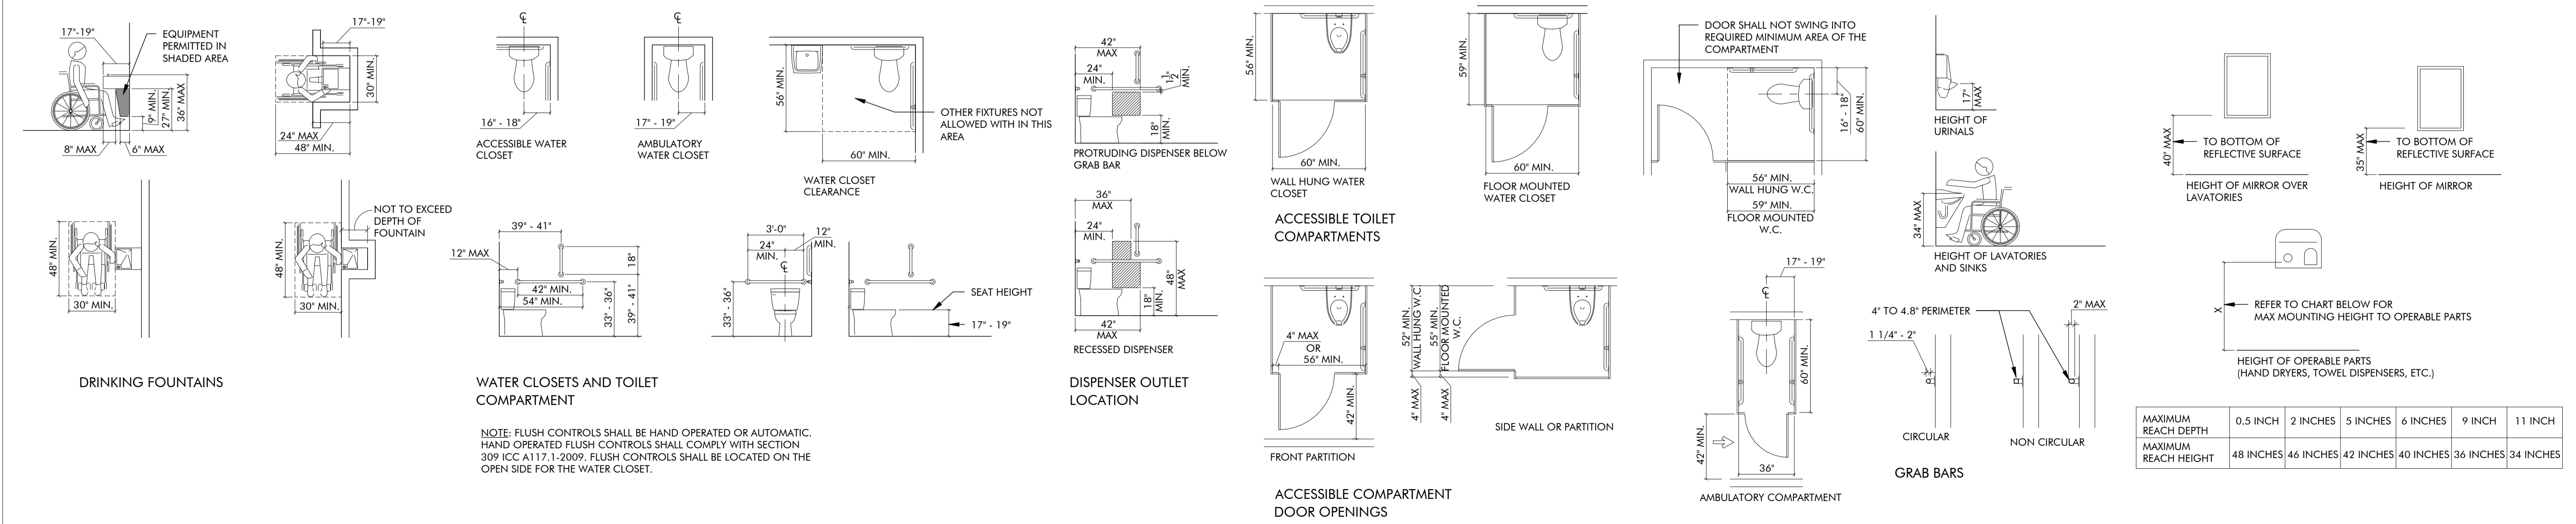 17"-19"
EQUIPMENT
PERMITTED IN
SHADED AREA
9" MIN.
27" MIN.
36" MAX
8" MAX
6" MAX
17"-19"
30" MIN.
24" MAX
48" MIN.
48" MIN.
30" MIN.
NOT TO EXCEED
DEPTH OF
FOUNTAIN
48" MIN.
30" MIN.
DRINKING FOUNTAINS
℄
16" - 18"
ACCESSIBLE WATER
CLOSET
℄
17" - 19"
AMBULATORY
WATER CLOSET
56" MIN.
OTHER FIXTURES NOT
ALLOWED WITH IN THIS
AREA
60" MIN.
WATER CLOSET
CLEARANCE
39" - 41"
12" MAX
18"
42" MIN.
54" MIN.
33" - 36"
39" - 41"
3'-0"
24"
MIN.
12"
MIN.
℄
33" - 36"
SEAT HEIGHT
17" - 19"
WATER CLOSETS AND TOILET
COMPARTMENT
NOTE: FLUSH CONTROLS SHALL BE HAND OPERATED OR AUTOMATIC.
HAND OPERATED FLUSH CONTROLS SHALL COMPLY WITH SECTION
309 ICC A117.1-2009. FLUSH CONTROLS SHALL BE LOCATED ON THE
OPEN SIDE FOR THE WATER CLOSET.
42"
MAX
24"
MIN.
1 1/2"
MIN.
18"
MIN.
PROTRUDING DISPENSER BELOW
GRAB BAR
36"
MAX
24"
MIN.
48"
MAX
18"
MIN.
42"
MAX
RECESSED DISPENSER
DISPENSER OUTLET
LOCATION
56" MIN.
60" MIN.
WALL HUNG WATER
CLOSET
59" MIN.
60" MIN.
FLOOR MOUNTED
WATER CLOSET
DOOR SHALL NOT SWING INTO
REQUIRED MINIMUM AREA OF THE
COMPARTMENT
16" - 18"
60" MIN.
56" MIN.
WALL HUNG W.C.
59" MIN.
FLOOR MOUNTED
W.C.
ACCESSIBLE TOILET
COMPARTMENTS
4" MAX
OR
56" MIN.
42" MIN.
FRONT PARTITION
52" MIN.
WALL HUNG W.C.
55" MIN.
FLOOR MOUNTED
W.C.
4" MAX
4" MAX
SIDE WALL OR PARTITION
17" - 19"
℄
60" MIN.
42" MIN.
36"
AMBULATORY COMPARTMENT
ACCESSIBLE COMPARTMENT
DOOR OPENINGS
17"
MAX
HEIGHT OF
URINALS
34" MAX
HEIGHT OF LAVATORIES
AND SINKS
4" TO 4.8" PERIMETER
2" MAX
1 1/4" - 2"
CIRCULAR
NON CIRCULAR
GRAB BARS
40" MAX
TO BOTTOM OF
REFLECTIVE SURFACE
HEIGHT OF MIRROR OVER
LAVATORIES
35" MAX
TO BOTTOM OF
REFLECTIVE SURFACE
HEIGHT OF MIRROR
X
REFER TO CHART BELOW FOR
MAX MOUNTING HEIGHT TO OPERABLE PARTS
HEIGHT OF OPERABLE PARTS
(HAND DRYERS, TOWEL DISPENSERS, ETC.)
MAXIMUM
REACH DEPTH
0.5 INCH 2 INCHES 5 INCHES 6 INCHES 9 INCH 11 INCH
MAXIMUM
REACH HEIGHT
48 INCHES 46 INCHES 42 INCHES 40 INCHES 36 INCHES 34 INCHES